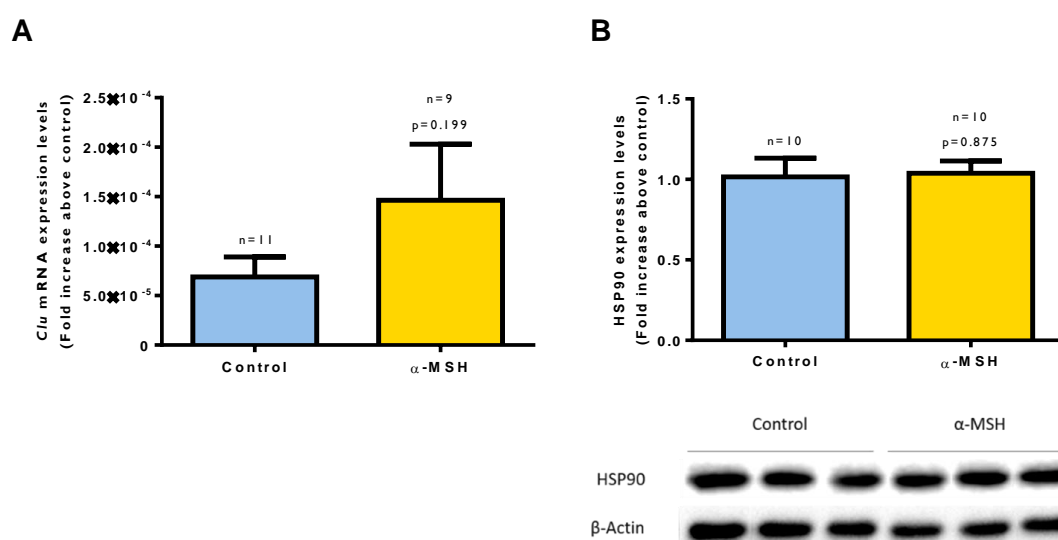 A
Clu mRNA expression levels
(Fold increase above control)
2.5✖10⁻⁴
2.0✖10⁻⁴
1.5✖10⁻⁴
1.0✖10⁻⁴
5.0✖10⁻⁵
0
n=11
n=9
p=0.199
Control
α-MSH
B
HSP90 expression levels
(Fold increase above control)
1.5
1.0
0.5
0.0
n=10
n=10
p=0.875
Control
α-MSH
Control
α-MSH
HSP90
β-Actin